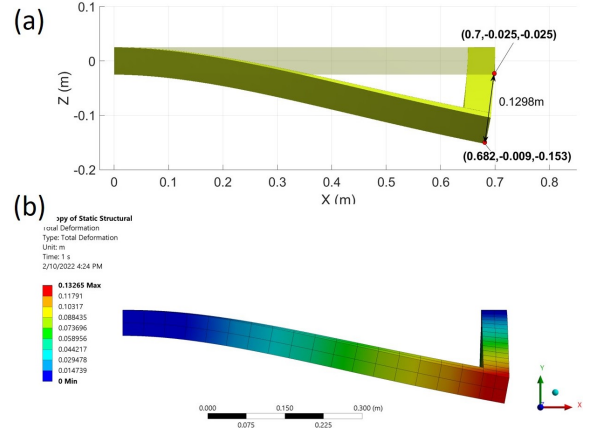 (a)
0.1
(0.7,-0.025,-0.025)
0
Z (m)
-0.1
0.1298m
(0.682,-0.009,-0.153)
-0.2
0 0.1 0.2 0.3 0.4 0.5 0.6 0.7 0.8
X (m)
(b)
opy of Static Structural
Total Deformation
Type: Total Deformation
Unit: m
Time: 1 s
2/10/2022 4:24 PM
0.13265 Max
0.11791
0.10317
0.088435
0.073696
0.058956
0.044217
0.029478
0.014739
0 Min
0.000 0.150 0.300 (m)
0.075 0.225
Y
X